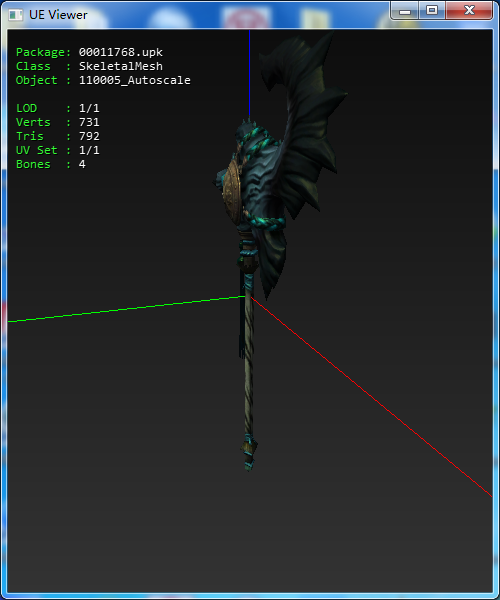 UE Viewer
Package: 00011768.upk
Class : SkeletalMesh
Object : 110005_Autoscale
LOD : 1/1
Verts : 731
Tris : 792
UV Set : 1/1
Bones : 4